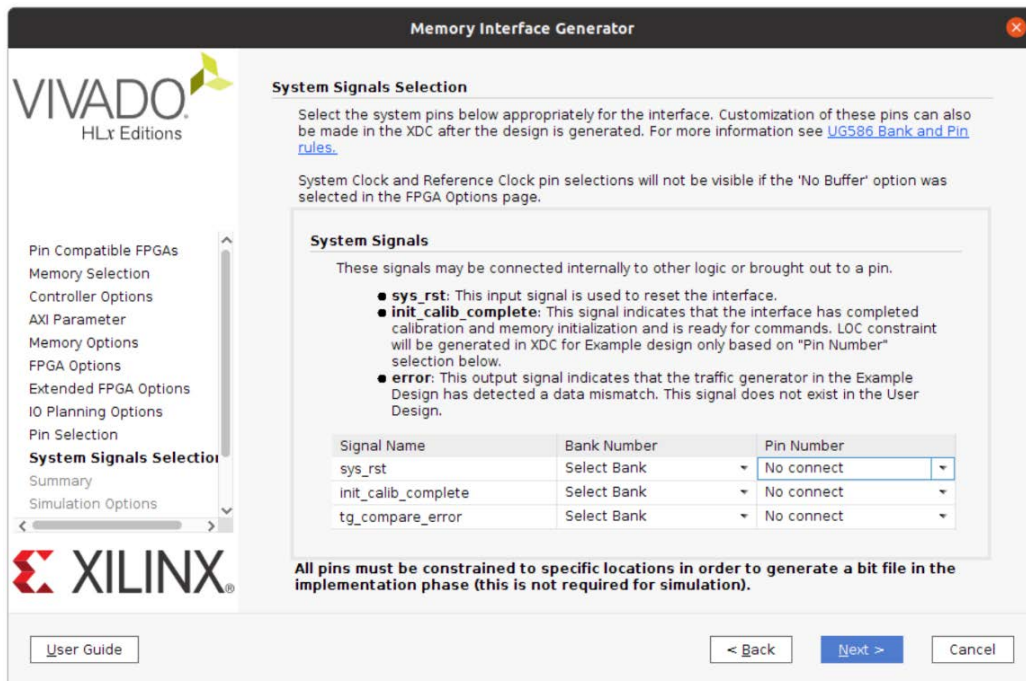 Memory Interface Generator
VIVADO.
HLx Editions
Pin Compatible FPGAs
Memory Selection
Controller Options
AXI Parameter
Memory Options
FPGA Options
Extended FPGA Options
IO Planning Options
Pin Selection
System Signals Selection
Summary
Simulation Options
XILINX®
System Signals Selection
Select the system pins below appropriately for the interface. Customization of these pins can also
be made in the XDC after the design is generated. For more information see UG586 Bank and Pin
rules.
System Clock and Reference Clock pin selections will not be visible if the 'No Buffer' option was
selected in the FPGA Options page.
System Signals
These signals may be connected internally to other logic or brought out to a pin.
● sys_rst: This input signal is used to reset the interface.
● init_calib_complete: This signal indicates that the interface has completed
calibration and memory initialization and is ready for commands. LOC constraint
will be generated in XDC for Example design only based on "Pin Number"
selection below.
● error: This output signal indicates that the traffic generator in the Example
Design has detected a data mismatch. This signal does not exist in the User
Design.
Signal Name Bank Number Pin Number
sys_rst Select Bank No connect
init_calib_complete Select Bank No connect
tg_compare_error Select Bank No connect
All pins must be constrained to specific locations in order to generate a bit file in the
implementation phase (this is not required for simulation).
User Guide < Back Next > Cancel